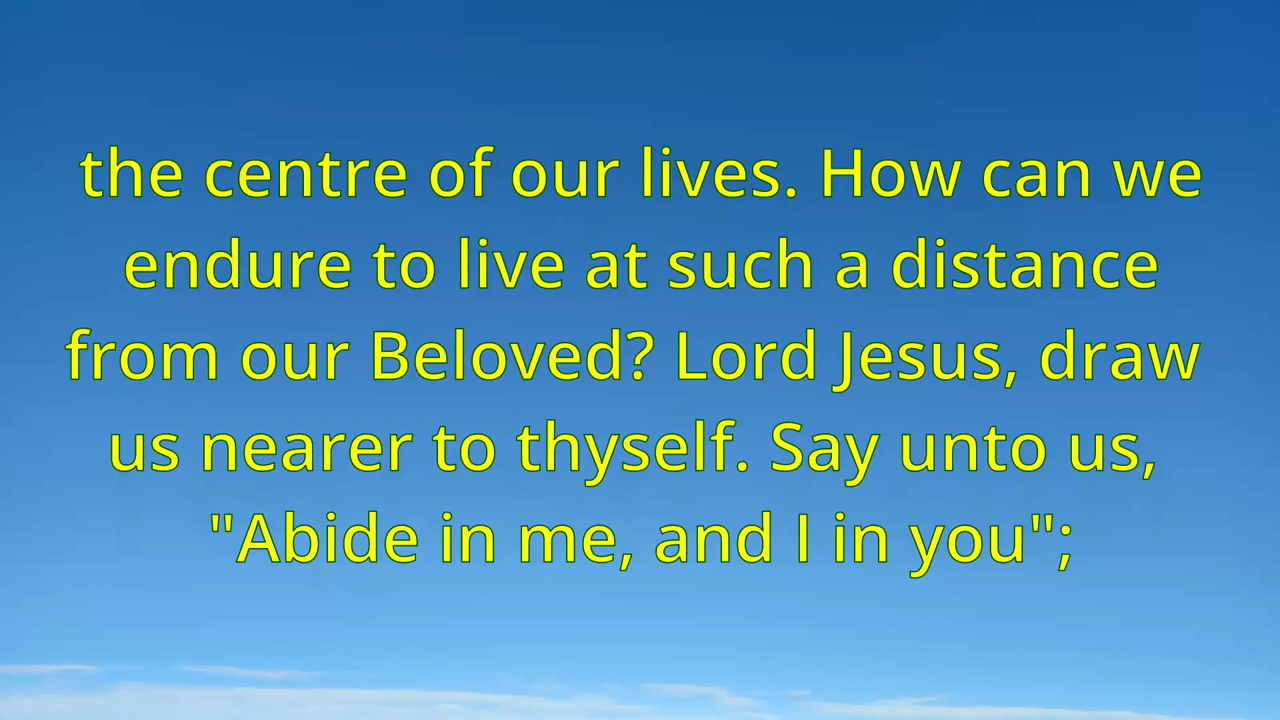 the centre of our lives. How can we
endure to live at such a distance
from our Beloved? Lord Jesus, draw
us nearer to thyself. Say unto us,
"Abide in me, and I in you";